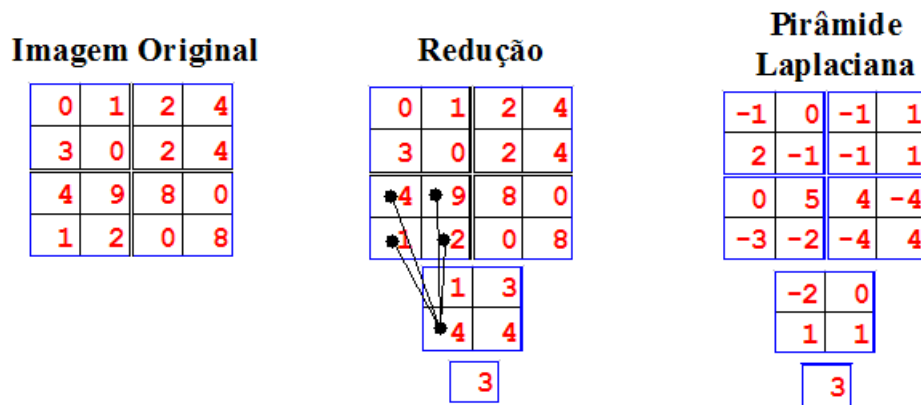 Imagem Original
0 1 2 4
3 0 2 4
4 9 8 0
1 2 0 8
Redução
0 1 2 4
3 0 2 4
4 9 8 0
1 2 0 8
1 3
4 4
3
Pirâmide
Laplaciana
-1 0 -1 1
2 -1 -1 1
0 5 4 -4
-3 -2 -4 4
-2 0
1 1
3